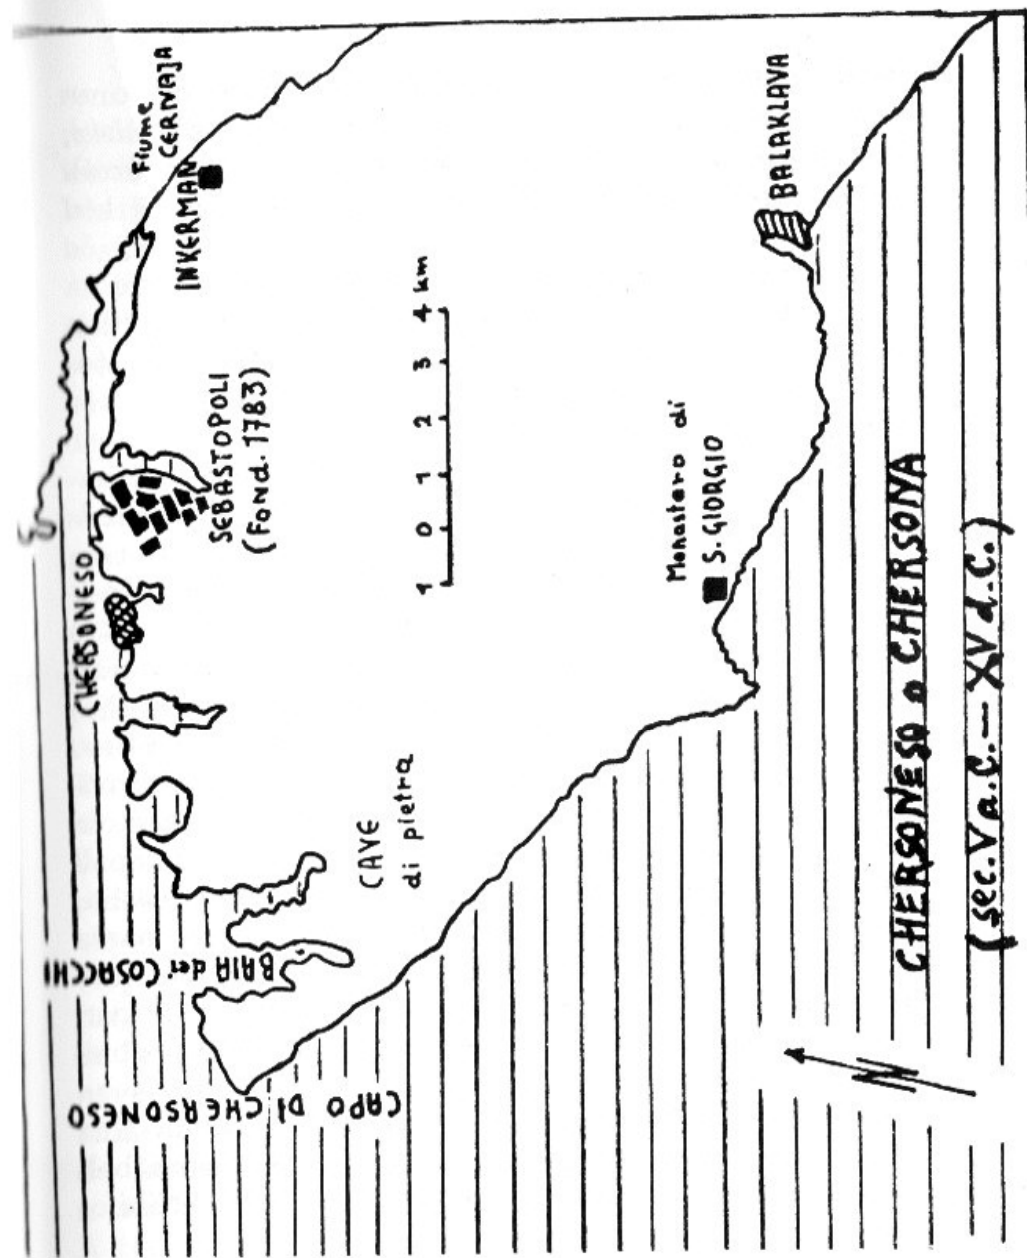 Fiume
CERNAJA
INKERMAN
BALAKLAVA
SEBASTOPOLI
(Fond. 1783)
1 0 1 2 3 4 km
CHERSONESO
Monastero di
S. GIORGIO
CAVE
di pietra
BAIA dei COSACCHI
CAPO DI CHERSONESO
CHERSONESO o CHERSONA
(sec. V a.C. — XV d.C.)
N